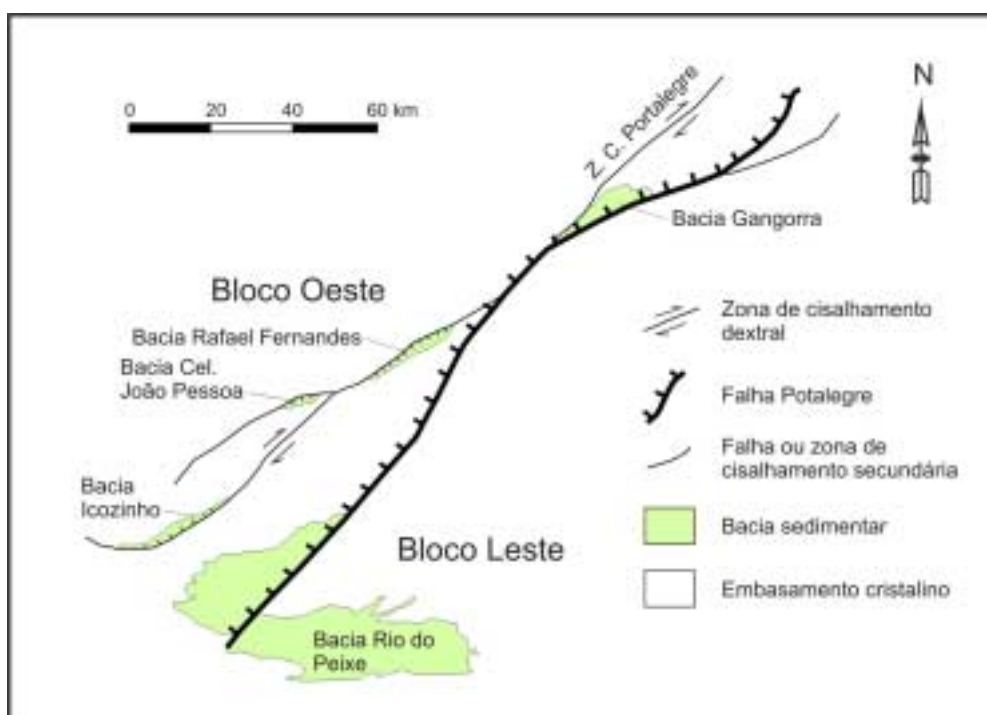 0 20 40 60 km
Z. C. Portalegre
N
Bacia Gangorra
Bloco Oeste
Bacia Rafael Fernandes
Bacia Cel.
João Pessoa
Bacia
Icozinho
Bloco Leste
Bacia Rio do
Peixe
Zona de cisalhamento
dextral
Falha Potalegre
Falha ou zona de
cisalhamento secundária
Bacia sedimentar
Embasamento cristalino